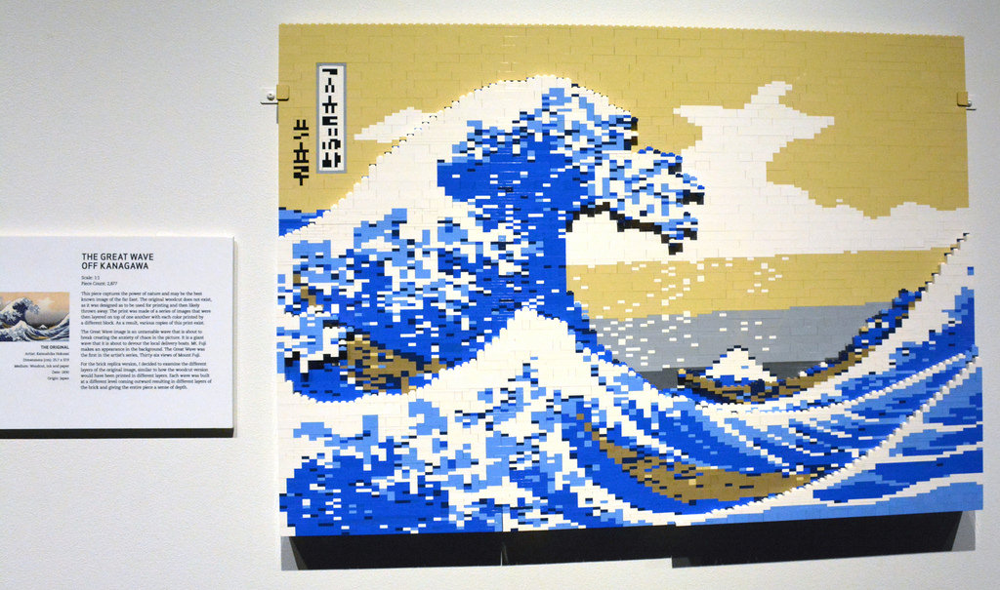 THE GREAT WAVE
OFF KANAGAWA
Scale: 1:1
Piece Count: 2,877
This piece captures the power of nature and may be the best
known image of the far East. The original woodcut does not exist,
as it was designed as to be used for printing and then likely
thrown away. The print was made of a series of images that were
then layered on top of one another with each color printed by
a different block. As a result, various copies of this print exist.
The Great Wave image is an untamable wave that is about to
break creating the anxiety of chaos in the picture. It is a giant
wave that it is about to devour the local delivery boats. Mt. Fuji
makes an appearance in the background. The Great Wave was
the first in the artist's series, Thirty-six views of Mount Fuji.
For the brick replica version, I decided to examine the different
layers of the original image, similar to how the woodcut version
would have been printed in different layers. Each wave was built
at a different level coming outward resulting in different layers of
the brick and giving the entire piece a sense of depth.
THE ORIGINAL
Artist: Katsushika Hokusai
Dimensions (cm): 25.7 x 37.9
Medium: Woodcut, ink and paper
Date: 1830
Origin: Japan